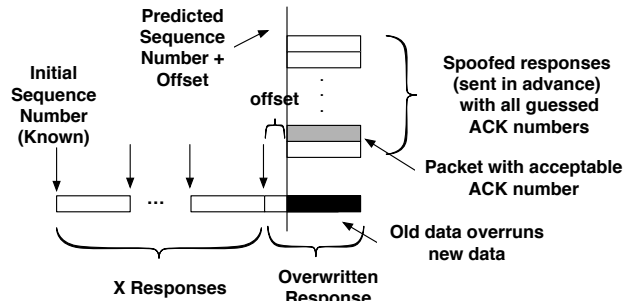 Predicted
Sequence
Number +
Offset
Initial
Sequence
Number
(Known)
offset
Spoofed responses
(sent in advance)
with all guessed
ACK numbers
Packet with acceptable
ACK number
...
Old data overruns
new data
X Responses
Overwritten
Response